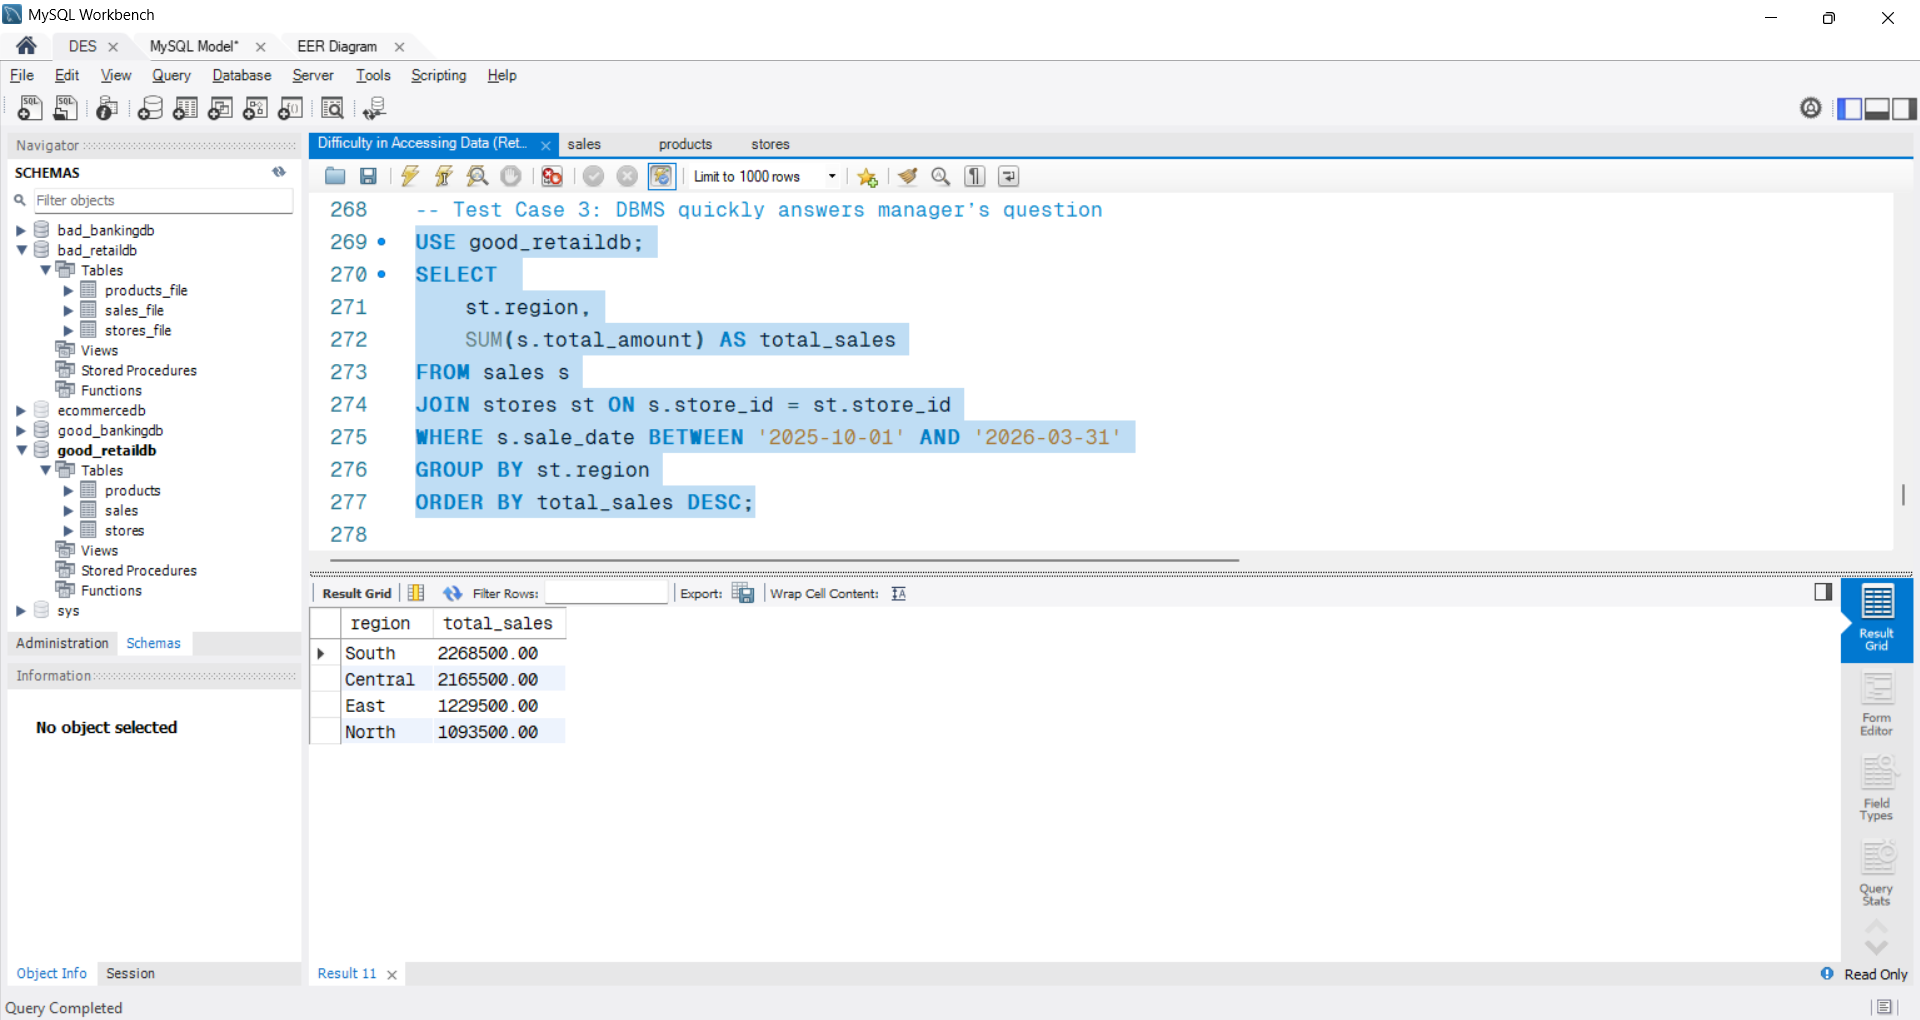 MySQL Workbench
DES
MySQL Model*
EER Diagram
File Edit View Query Database Server Tools Scripting Help
Navigator
SCHEMAS
Filter objects
bad_bankingdb
bad_retaildb
Tables
products_file
sales_file
stores_file
Views
Stored Procedures
Functions
ecommercedb
good_bankingdb
good_retaildb
Tables
products
sales
stores
Views
Stored Procedures
Functions
sys
Administration Schemas
Information
No object selected
Object Info Session
Query Completed
Difficulty in Accessing Data (Ret... sales products stores
Limit to 1000 rows
268 -- Test Case 3: DBMS quickly answers manager's question
269 USE good_retaildb;
270 SELECT
271 st.region,
272 SUM(s.total_amount) AS total_sales
273 FROM sales s
274 JOIN stores st ON s.store_id = st.store_id
275 WHERE s.sale_date BETWEEN '2025-10-01' AND '2026-03-31'
276 GROUP BY st.region
277 ORDER BY total_sales DESC;
278
Result Grid Filter Rows: Export: Wrap Cell Content:
region total_sales
South 2268500.00
Central 2165500.00
East 1229500.00
North 1093500.00
Result
Grid
Form
Editor
Field
Types
Query
Stats
Result 11
Read Only